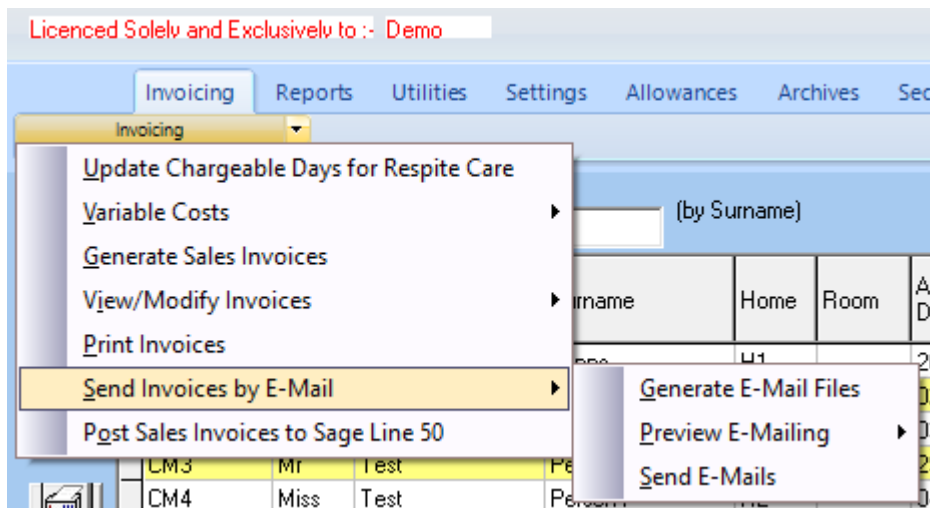 Licenced Solely and Exclusively to :- Demo
Invoicing Reports Utilities Settings Allowances Archives
Invoicing
Update Chargeable Days for Respite Care
Variable Costs
(by Surname)
Generate Sales Invoices
View/Modify Invoices
Home Room
Print Invoices
H1
Send Invoices by E-Mail
Generate E-Mail Files
Post Sales Invoices to Sage Line 50
Preview E-Mailing
CM3 Mr Test
Send E-Mails
CM4 Miss Test